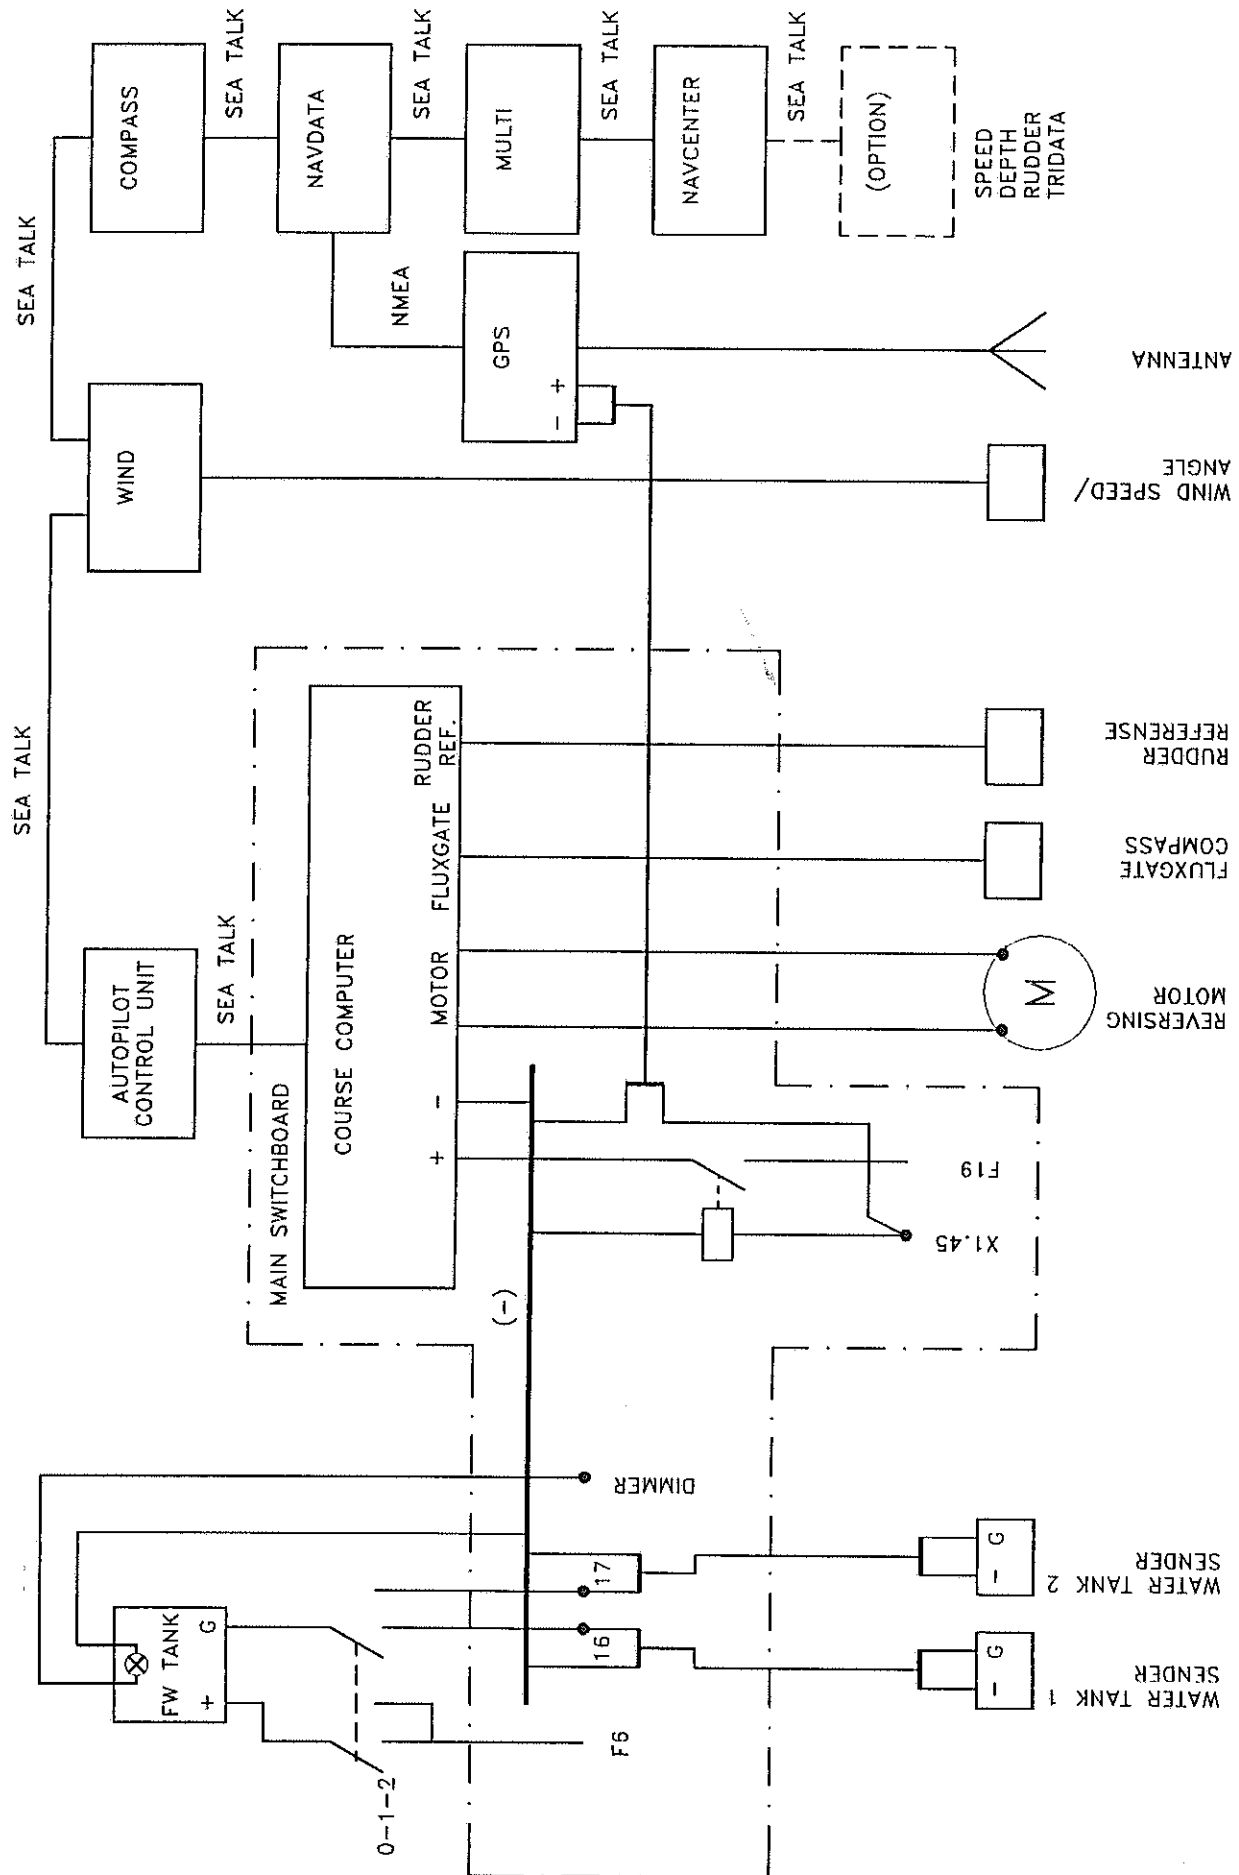 SEA TALK
SEA TALK
AUTOPILOT
CONTROL UNIT
WIND
COMPASS
SEA TALK
SEA TALK
NAVDATA
SEA TALK
NMEA
MULTI
SEA TALK
GPS
- +
NAVCENTER
SEA TALK
(OPTION)
SPEED
DEPTH
RUDDER
TRIDATA
MAIN SWITCHBOARD
COURSE COMPUTER
+
-
MOTOR
FLUXGATE
RUDDER
REF.
FW TANK
+
G
0-1-2
(-)
F6
16
17
DIMMER
X1.45
F19
- G
- G
WATER TANK 1
SENDER
WATER TANK 2
SENDER
M
REVERSING
MOTOR
FLUXGATE
COMPASS
RUDDER
REFERENSE
WIND SPEED/
ANGLE
ANTENNA